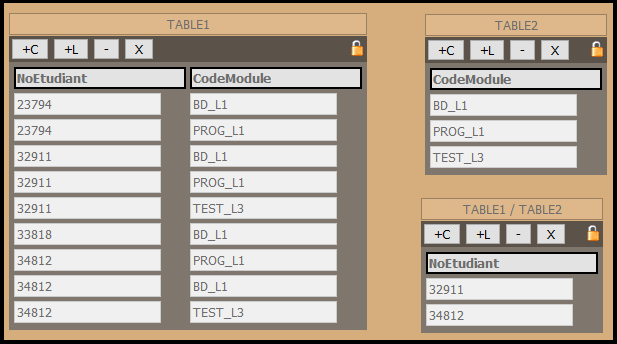 TABLE1
+C +L - X
NoEtudiant CodeModule
23794 BD_L1
23794 PROG_L1
32911 BD_L1
32911 PROG_L1
32911 TEST_L3
33818 BD_L1
34812 PROG_L1
34812 BD_L1
34812 TEST_L3
TABLE2
+C +L - X
CodeModule
BD_L1
PROG_L1
TEST_L3
TABLE1 / TABLE2
+C +L - X
NoEtudiant
32911
34812